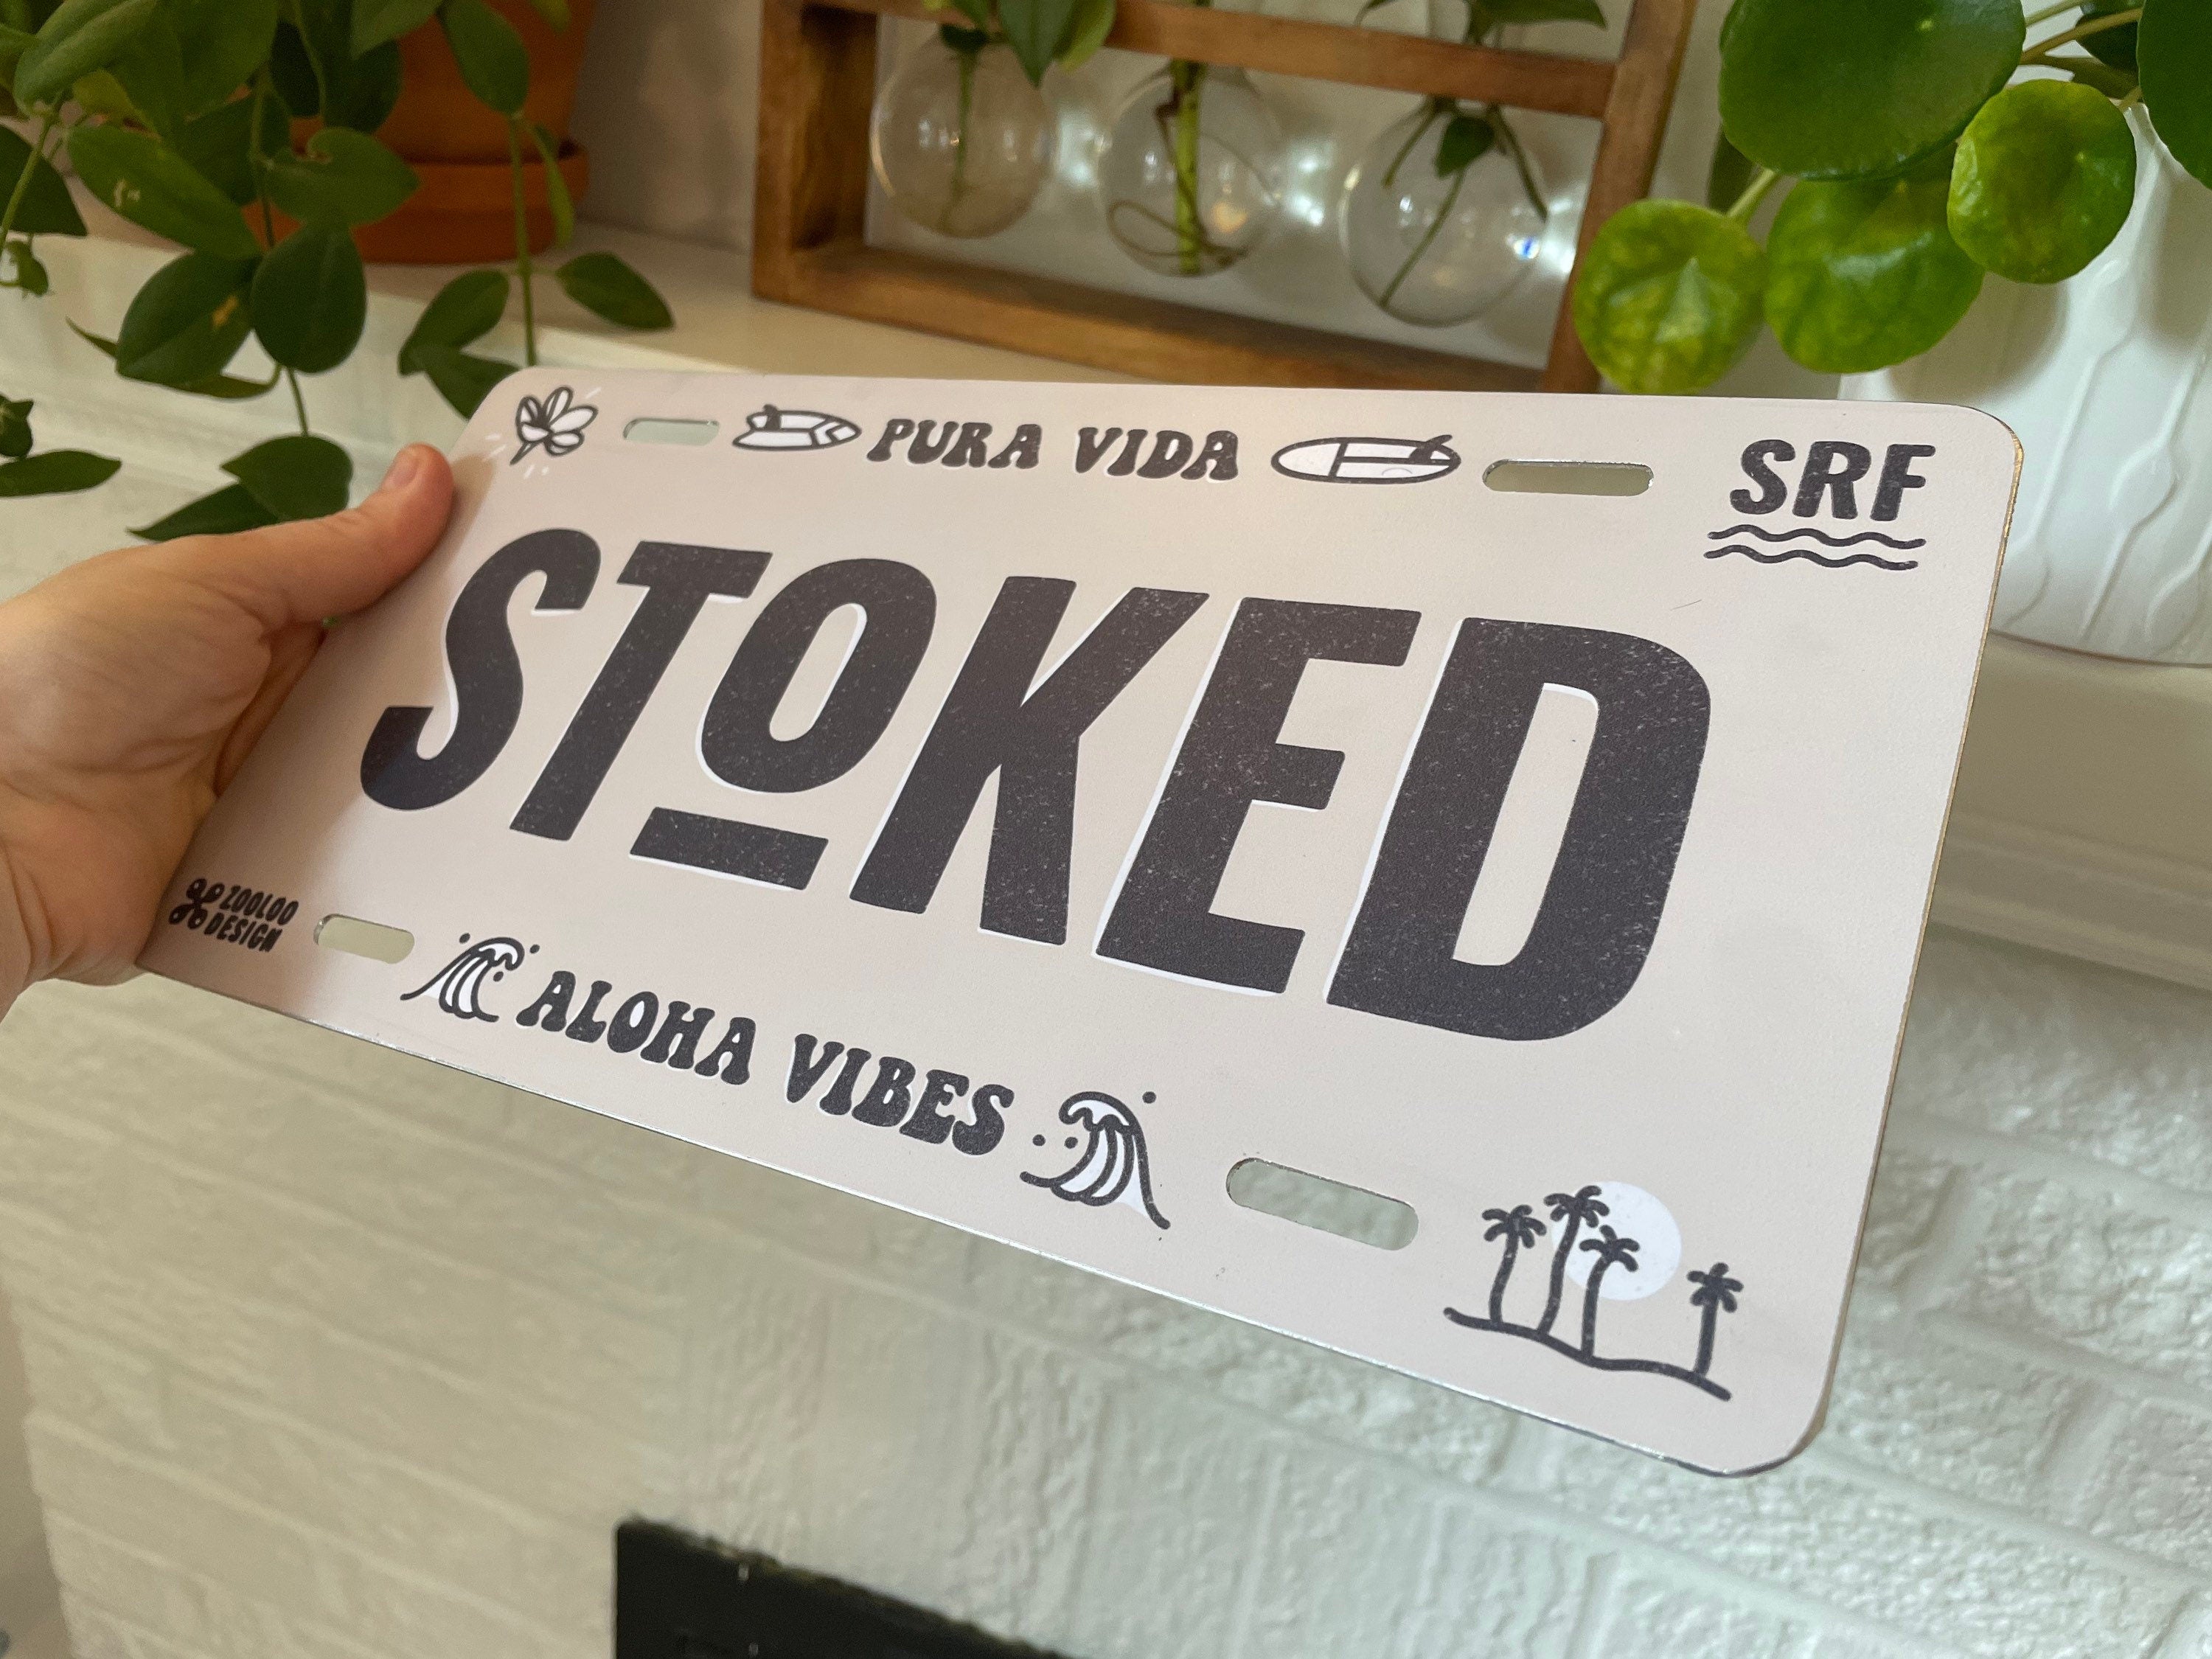 PURA VIDA
SRF
STOKED
ZOOLOO
DESIGN
ALOHA VIBES